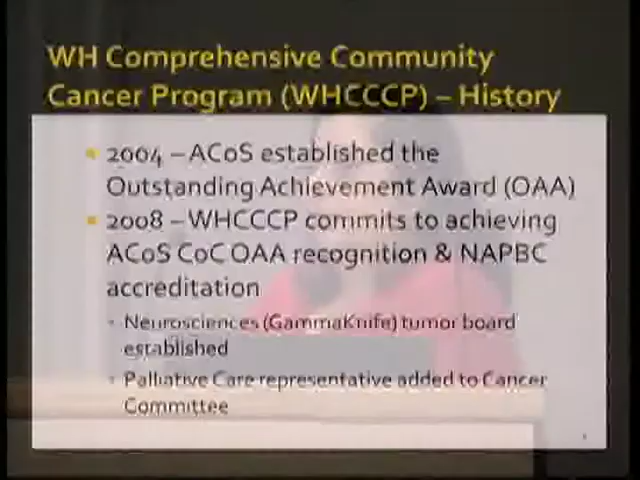 WH Comprehensive Community
Cancer Program (WHCCCP) – History
2004 – ACoS established the
Outstanding Achievement Award (OAA)
2008 – WHCCCP commits to achieving
ACoS CoC OAA recognition & NAPBC
accreditation
Neurosciences (GammaKnife) tumor board
established
Palliative Care representative added to Cancer
Committee